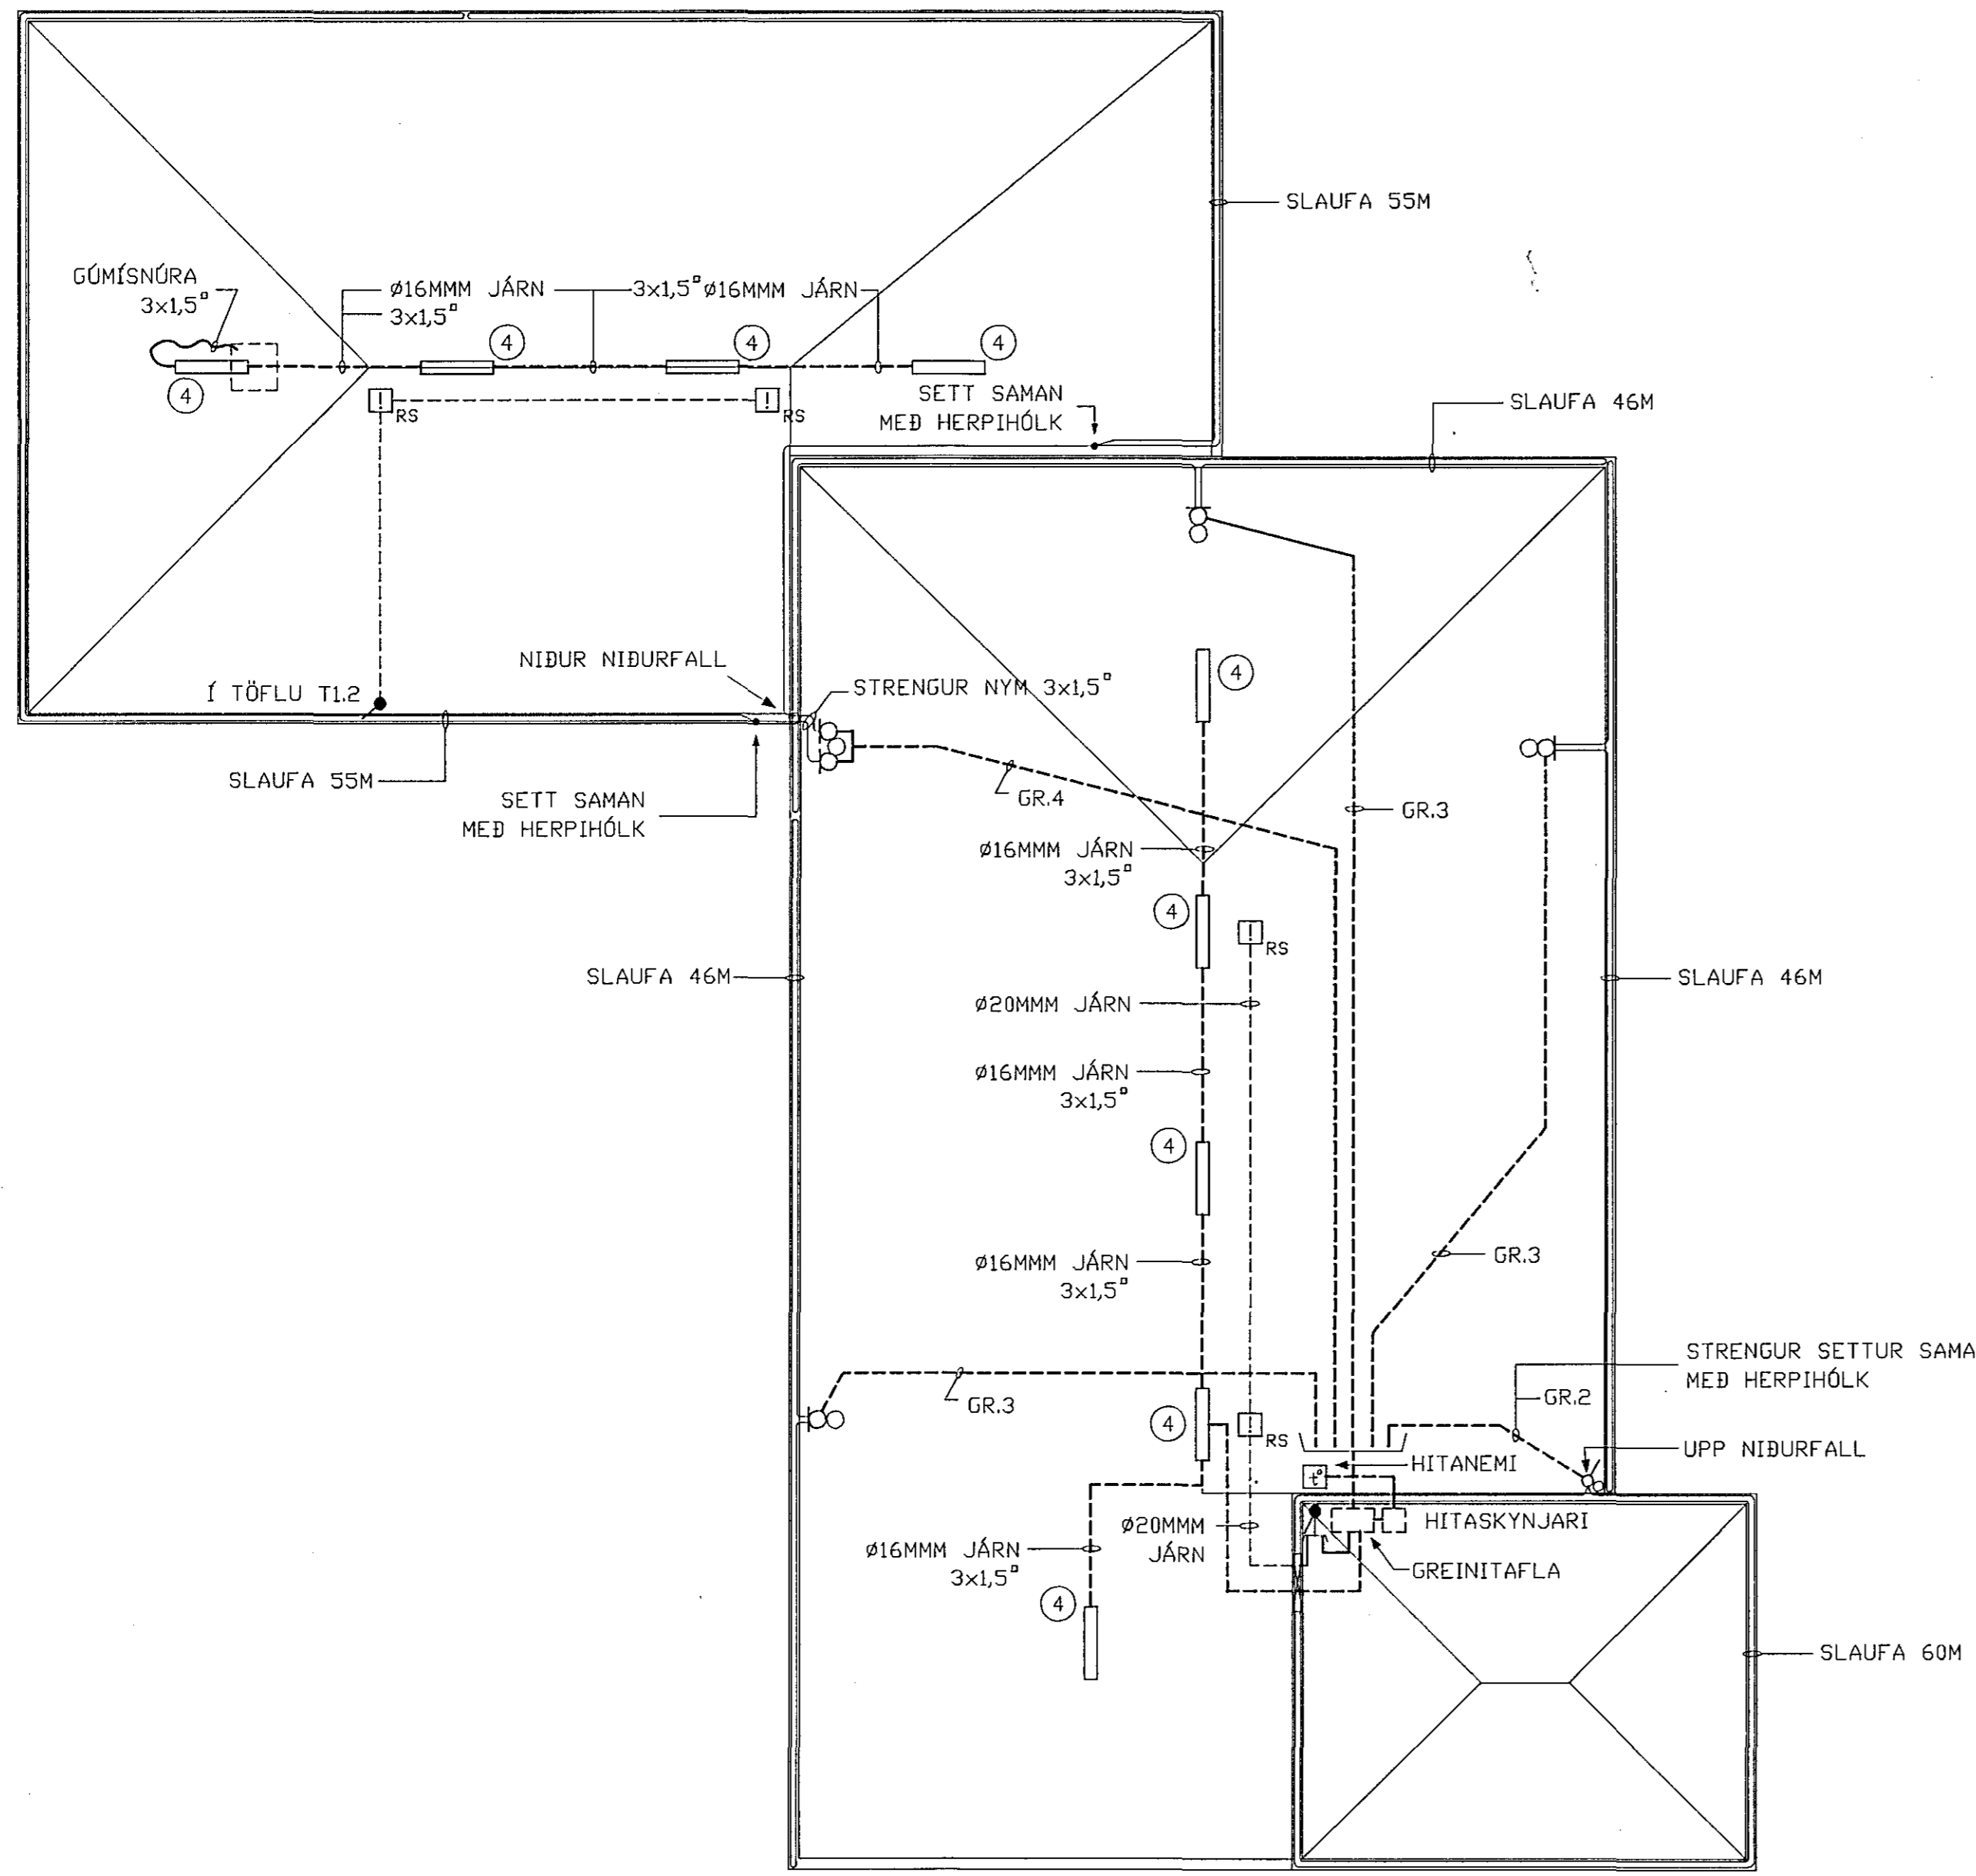 SLAUFA 55M
GÚMÍSNÚRA
3x1,5▫
Ø16MMM JÁRN
3x1,5▫
3x1,5▫Ø16MMM JÁRN
4
4
4
4
RS
RS
SETT SAMAN
MEÐ HERPIHÓLK
SLAUFA 46M
NIÐUR NIÐURFALL
Í TÖFLU T1.2
STRENGUR NYM 3x1,5▫
4
SLAUFA 55M
SETT SAMAN
MEÐ HERPIHÓLK
GR.4
GR.3
Ø16MMM JÁRN
3x1,5▫
4
RS
SLAUFA 46M
SLAUFA 46M
Ø20MMM JÁRN
Ø16MMM JÁRN
3x1,5▫
4
Ø16MMM JÁRN
3x1,5▫
GR.3
STRENGUR SETTUR SAMA
MEÐ HERPIHÓLK
GR.2
GR.3
4
RS
UPP NIÐURFALL
HITANEMI
t°
Ø20MMM
JÁRN
HITASKYNJARI
GREINITAFLA
Ø16MMM JÁRN
3x1,5▫
4
SLAUFA 60M